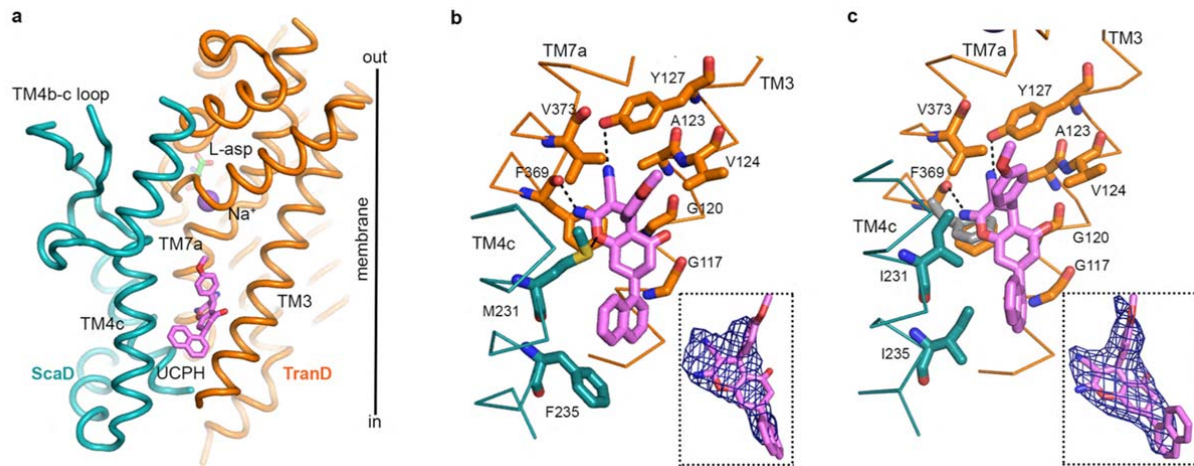 a
out
TM4b-c loop
L-asp
Na⁺
TM7a
membrane
TM4c
TM3
UCPH
ScaD
TranD
in
b
TM7a
Y127
TM3
V373
A123
V124
F369
G120
TM4c
G117
M231
F235
c
TM7a
Y127
TM3
V373
A123
F369
V124
TM4c
G120
I231
G117
I235